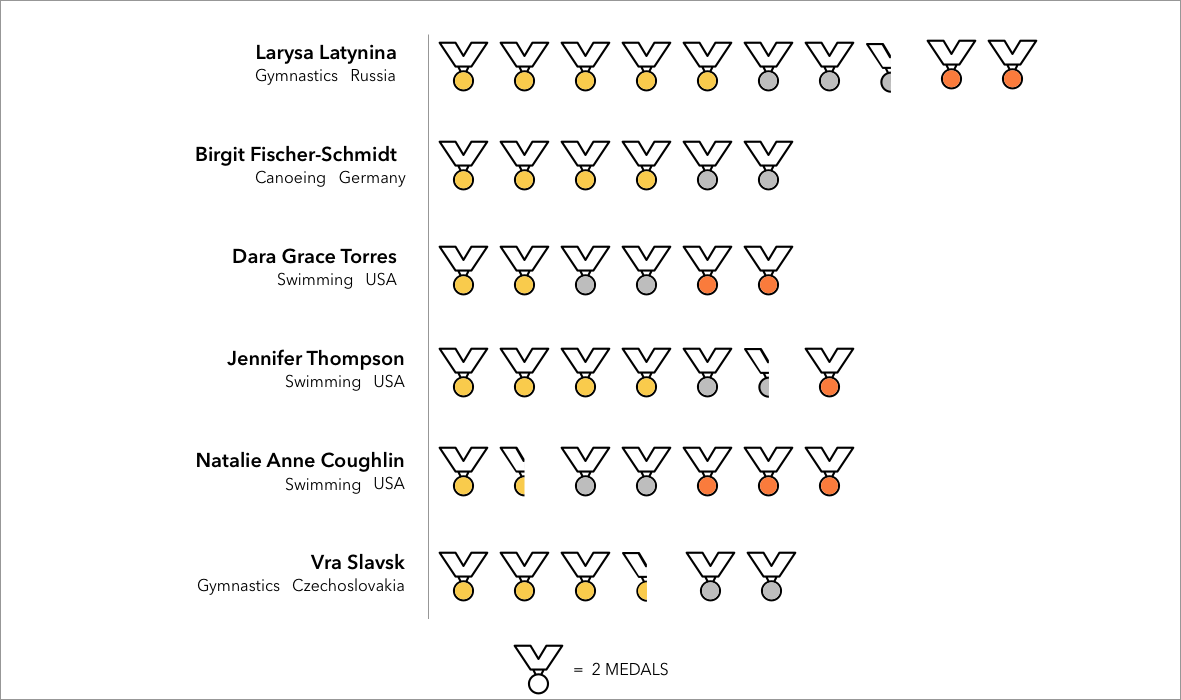 Larysa Latynina
Gymnastics Russia
Birgit Fischer-Schmidt
Canoeing Germany
Dara Grace Torres
Swimming USA
Jennifer Thompson
Swimming USA
Natalie Anne Coughlin
Swimming USA
Vra Slavsk
Gymnastics Czechoslovakia
= 2 MEDALS